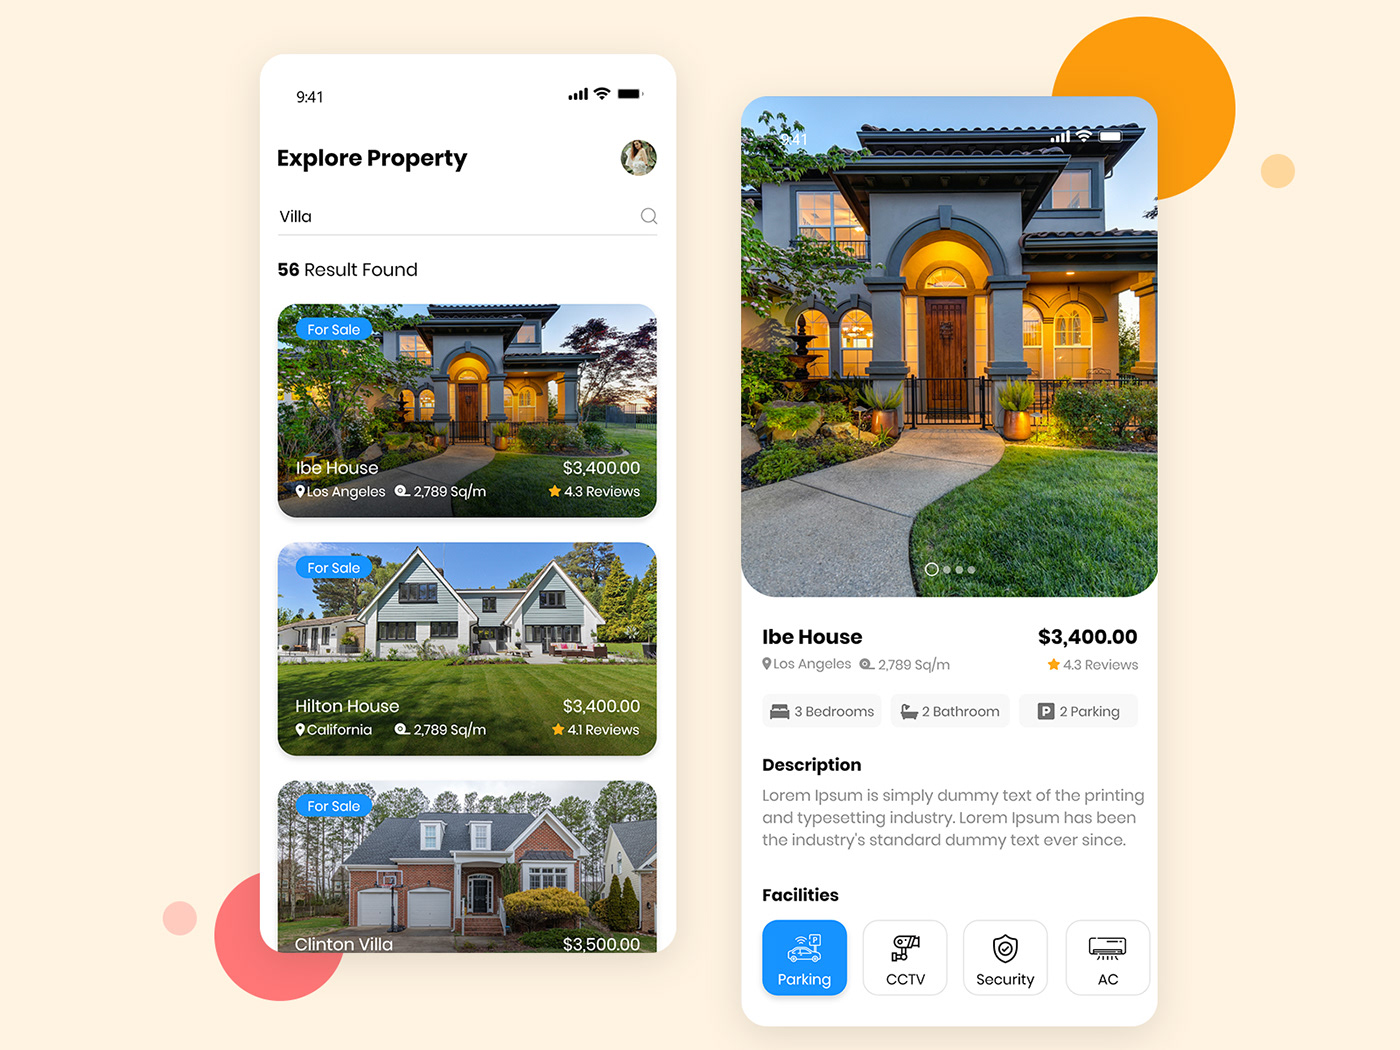 9:41
Explore Property
Villa
56 Result Found
For Sale
Ibe House
$3,400.00
Los Angeles
2,789 Sq/m
4.3 Reviews
For Sale
Hilton House
$3,400.00
California
2,789 Sq/m
4.1 Reviews
For Sale
Clinton Villa
$3,500.00
9:41
Ibe House
$3,400.00
Los Angeles
2,789 Sq/m
4.3 Reviews
3 Bedrooms
2 Bathroom
P 2 Parking
Description
Lorem Ipsum is simply dummy text of the printing
and typesetting industry. Lorem Ipsum has been
the industry's standard dummy text ever since.
Facilities
P
Parking
CCTV
Security
AC